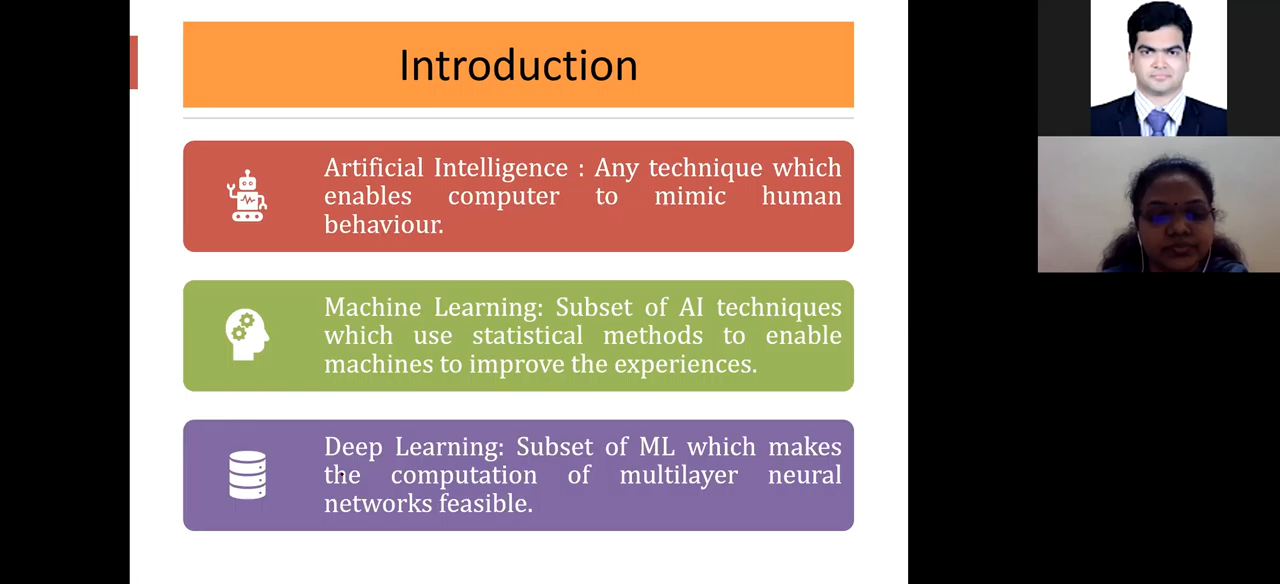 Introduction
Artificial Intelligence : Any technique which
enables computer to mimic human
behaviour.
Machine Learning: Subset of AI techniques
which use statistical methods to enable
machines to improve the experiences.
Deep Learning: Subset of ML which makes
the computation of multilayer neural
networks feasible.